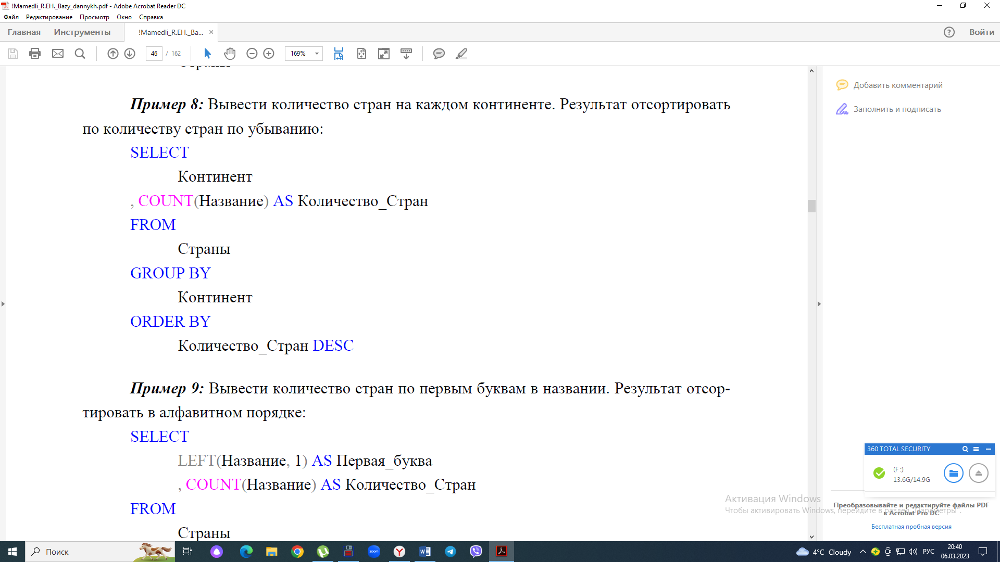 !Mamedli_R.EH._Bazy_dannykh.pdf - Adobe Acrobat Reader DC
Файл Редактирование Просмотр Окно Справка
Главная Инструменты !Mamedli_R.EH._Ba... × Войти
46 / 162 169%
Пример 8: Вывести количество стран на каждом континенте. Результат отсортировать
по количеству стран по убыванию:
SELECT
Континент
, COUNT(Название) AS Количество_Стран
FROM
Страны
GROUP BY
Континент
ORDER BY
Количество_Стран DESC
Пример 9: Вывести количество стран по первым буквам в названии. Результат отсор-
тировать в алфавитном порядке:
SELECT
LEFT(Название, 1) AS Первая_буква
, COUNT(Название) AS Количество_Стран
FROM
Страны
Добавить комментарий
Заполнить и подписать
360 TOTAL SECURITY
(F :)
13.6G/14.9G
Активация Windows
Чтобы активировать Windows, перейдите в раздел "Параметры".
Преобразовывайте и редактируйте файлы PDF
в Acrobat Pro DC
Бесплатная пробная версия
Поиск
zoom
4°C Cloudy
РУС
20:40
06.03.2023